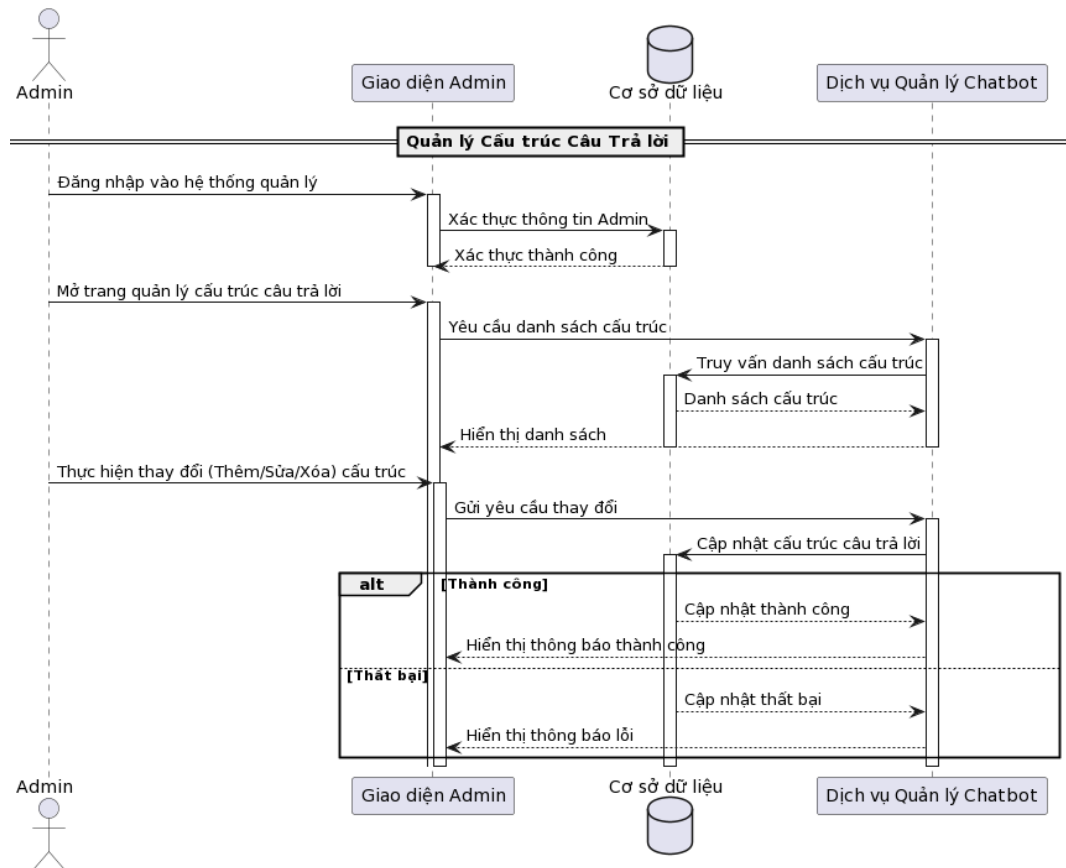 Admin
Giao diện Admin
Cơ sở dữ liệu
Dịch vụ Quản lý Chatbot
Quản lý Cấu trúc Câu Trả lời
Đăng nhập vào hệ thống quản lý
Xác thực thông tin Admin
Xác thực thành công
Mở trang quản lý cấu trúc câu trả lời
Yêu cầu danh sách cấu trúc
Truy vấn danh sách cấu trúc
Danh sách cấu trúc
Hiển thị danh sách
Thực hiện thay đổi (Thêm/Sửa/Xóa) cấu trúc
Gửi yêu cầu thay đổi
Cập nhật cấu trúc câu trả lời
alt
[Thành công]
Cập nhật thành công
Hiển thị thông báo thành công
[Thất bại]
Cập nhật thất bại
Hiển thị thông báo lỗi
Admin
Giao diện Admin
Cơ sở dữ liệu
Dịch vụ Quản lý Chatbot